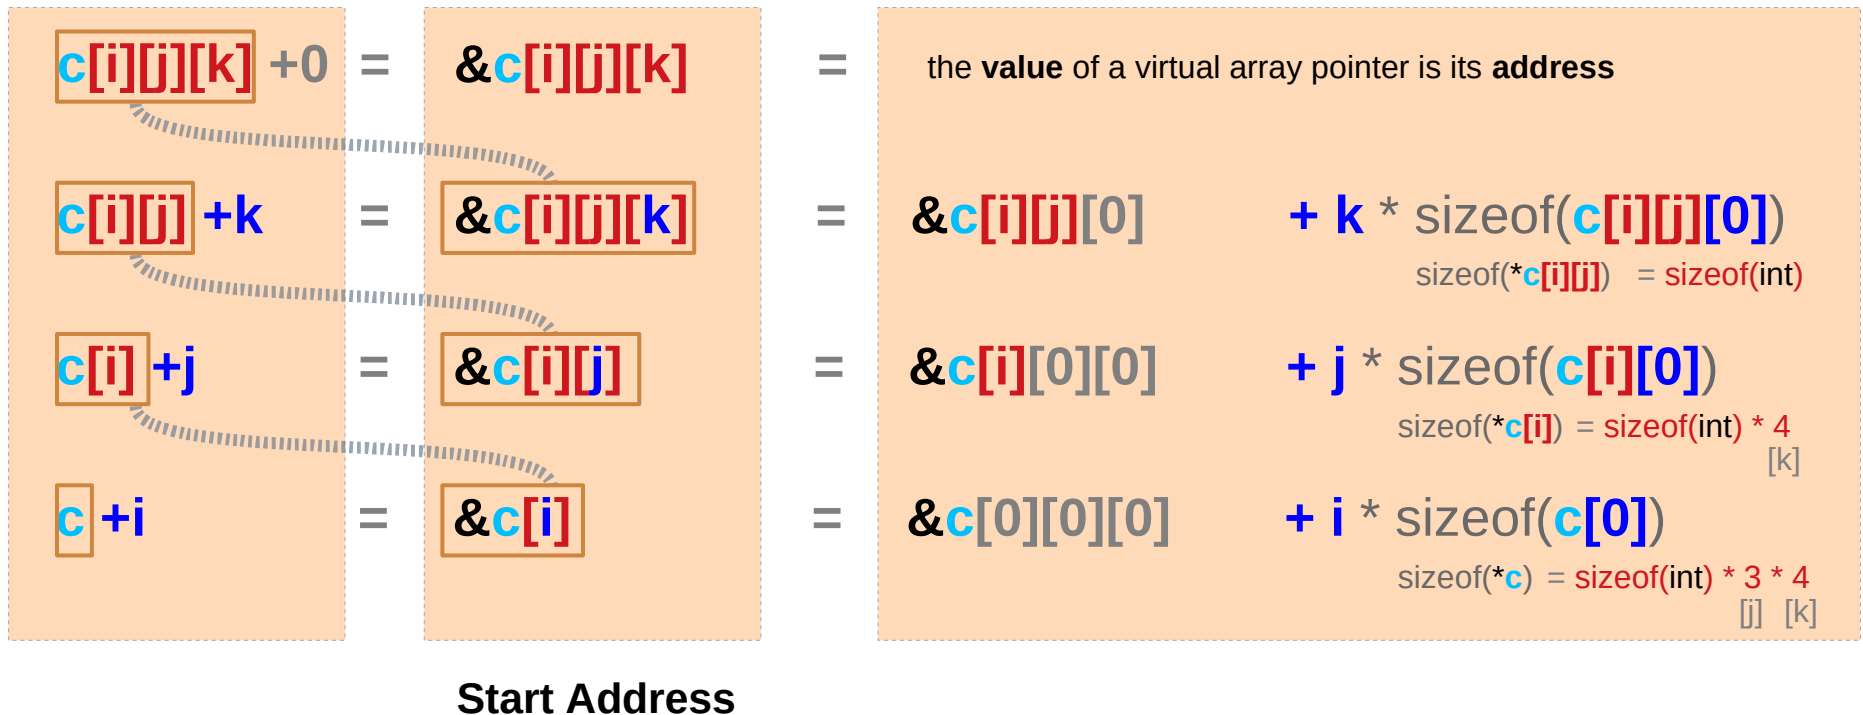 c[i][j][k] +0 = &c[i][j][k] = the value of a virtual array pointer is its address
c[i][j] +k = &c[i][j][k] = &c[i][j][0] + k * sizeof(c[i][j][0])
sizeof(*c[i][j]) = sizeof(int)
c[i] +j = &c[i][j] = &c[i][0][0] + j * sizeof(c[i][0])
sizeof(*c[i]) = sizeof(int) * 4
[k]
c +i = &c[i] = &c[0][0][0] + i * sizeof(c[0])
sizeof(*c) = sizeof(int) * 3 * 4
[j] [k]
Start Address